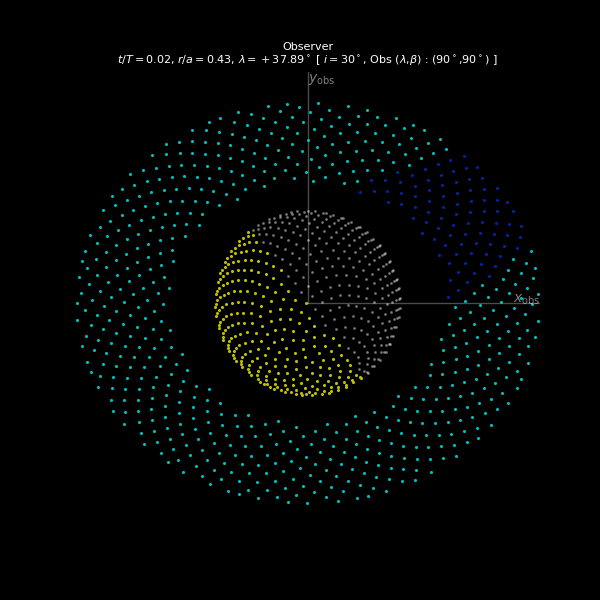 Observer
t/T = 0.02, r/a = 0.43, λ = +37.89° [ i = 30°, Obs (λ,β) : (90°,90°) ]
y_obs
x_obs